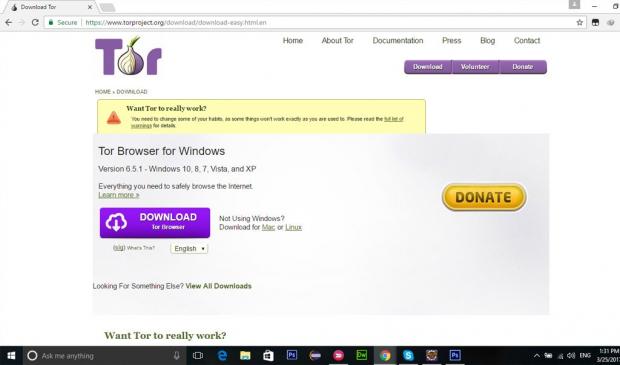 Download Tor
Secure https://www.torproject.org/download/download-easy.html.en
Tor
Home About Tor Documentation Press Blog Contact
Download Volunteer Donate
HOME » DOWNLOAD
Want Tor to really work?
You need to change some of your habits, as some things won't work exactly as you are used to. Please read the full list of
warnings for details.
Tor Browser for Windows
Version 6.5.1 - Windows 10, 8, 7, Vista, and XP
Everything you need to safely browse the Internet.
Learn more »
DONATE
DOWNLOAD
Tor Browser
Not Using Windows?
Download for Mac or Linux
(sig) What's This? English
Looking For Something Else? View All Downloads
Want Tor to really work?
Ask me anything
Ps Dw Ps
ENG
1:31 PM